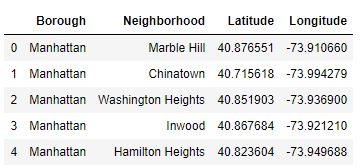 Borough Neighborhood Latitude Longitude
0 Manhattan Marble Hill 40.876551 -73.910660
1 Manhattan Chinatown 40.715618 -73.994279
2 Manhattan Washington Heights 40.851903 -73.936900
3 Manhattan Inwood 40.867684 -73.921210
4 Manhattan Hamilton Heights 40.823604 -73.949688